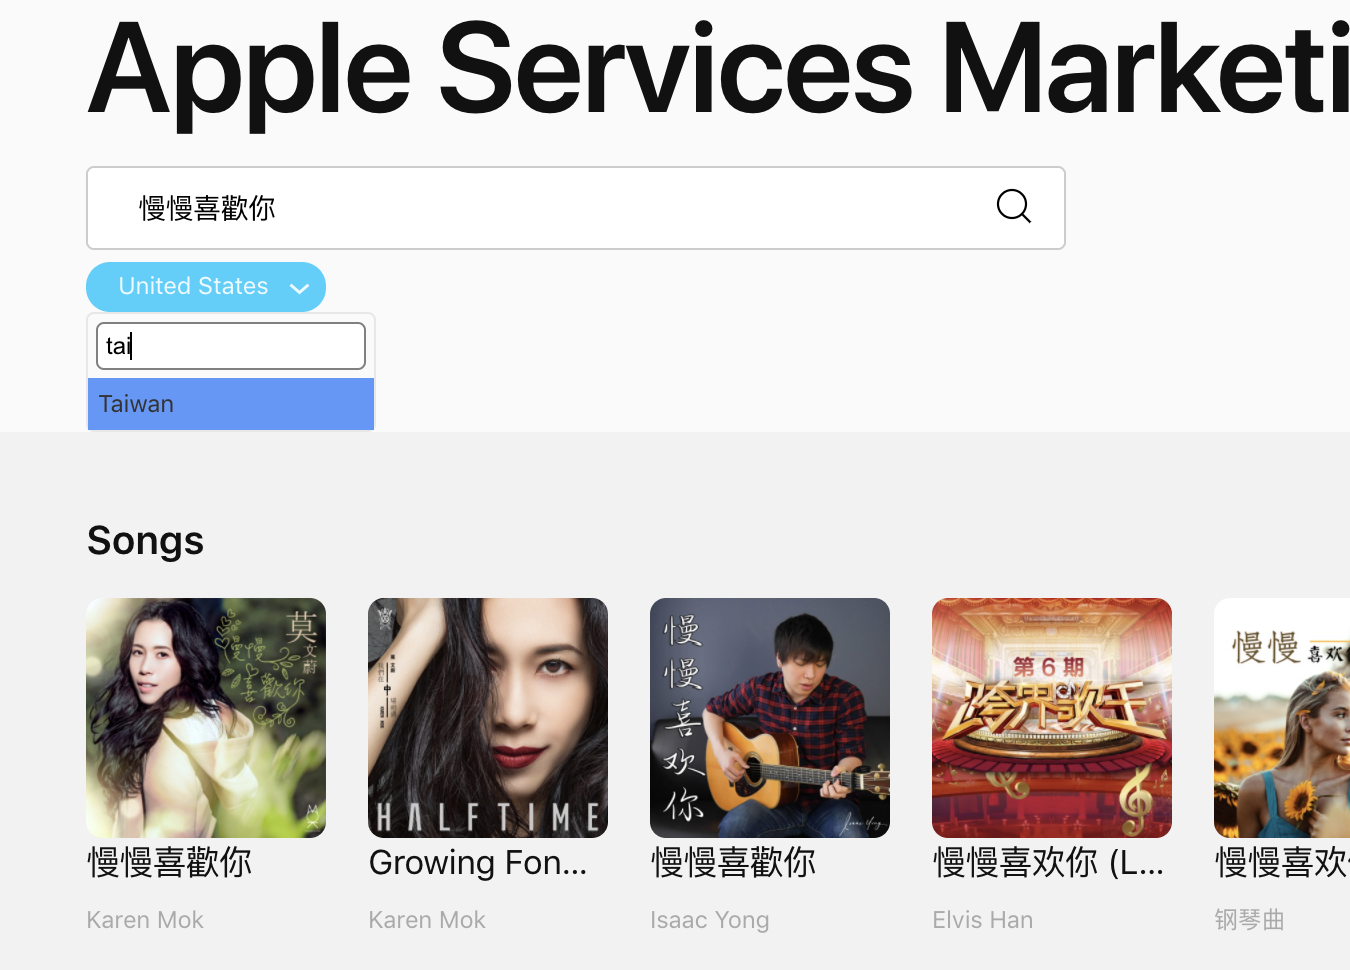 Apple Services Marketi
慢慢喜歡你
United States
tai
Taiwan
Songs
莫
文
蔚
慢慢
喜歡你
HALFTIME
慢
慢
喜
欢
你
Isaac Yong
第6期
跨界歌王
慢慢
喜欢
慢慢喜歡你
Growing Fon...
慢慢喜歡你
慢慢喜欢你 (L...
慢慢喜欢
Karen Mok
Karen Mok
Isaac Yong
Elvis Han
钢琴曲